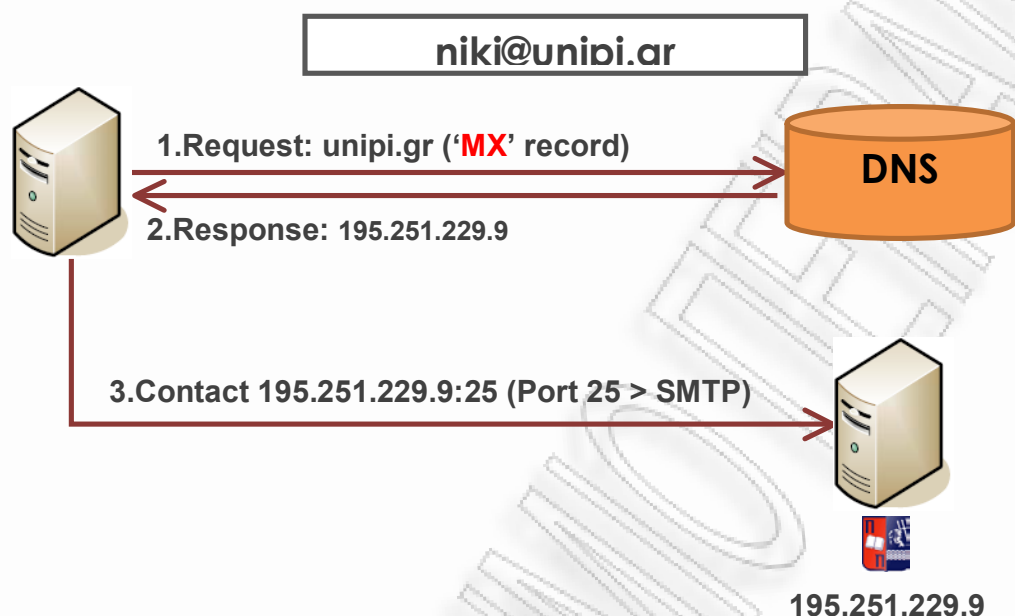 niki@unipi.gr
1.Request: unipi.gr (‘MX’ record)
DNS
2.Response: 195.251.229.9
3.Contact 195.251.229.9:25 (Port 25 > SMTP)
195.251.229.9